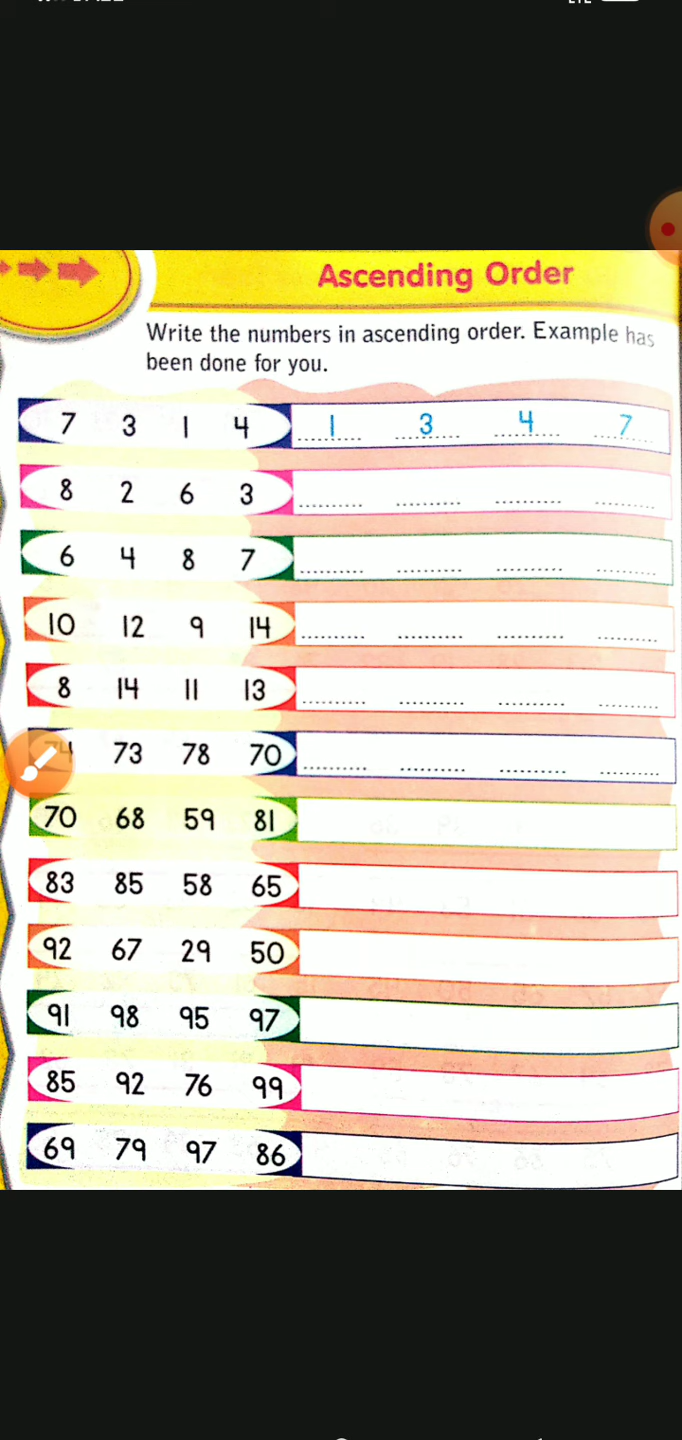 Ascending Order
Write the numbers in ascending order. Example has
been done for you.
7 3 1 4 1 3 4 7
8 2 6 3
6 4 8 7
10 12 9 14
8 14 11 13
73 78 70
70 68 59 81
83 85 58 65
92 67 29 50
91 98 95 97
85 92 76 99
69 79 97 86